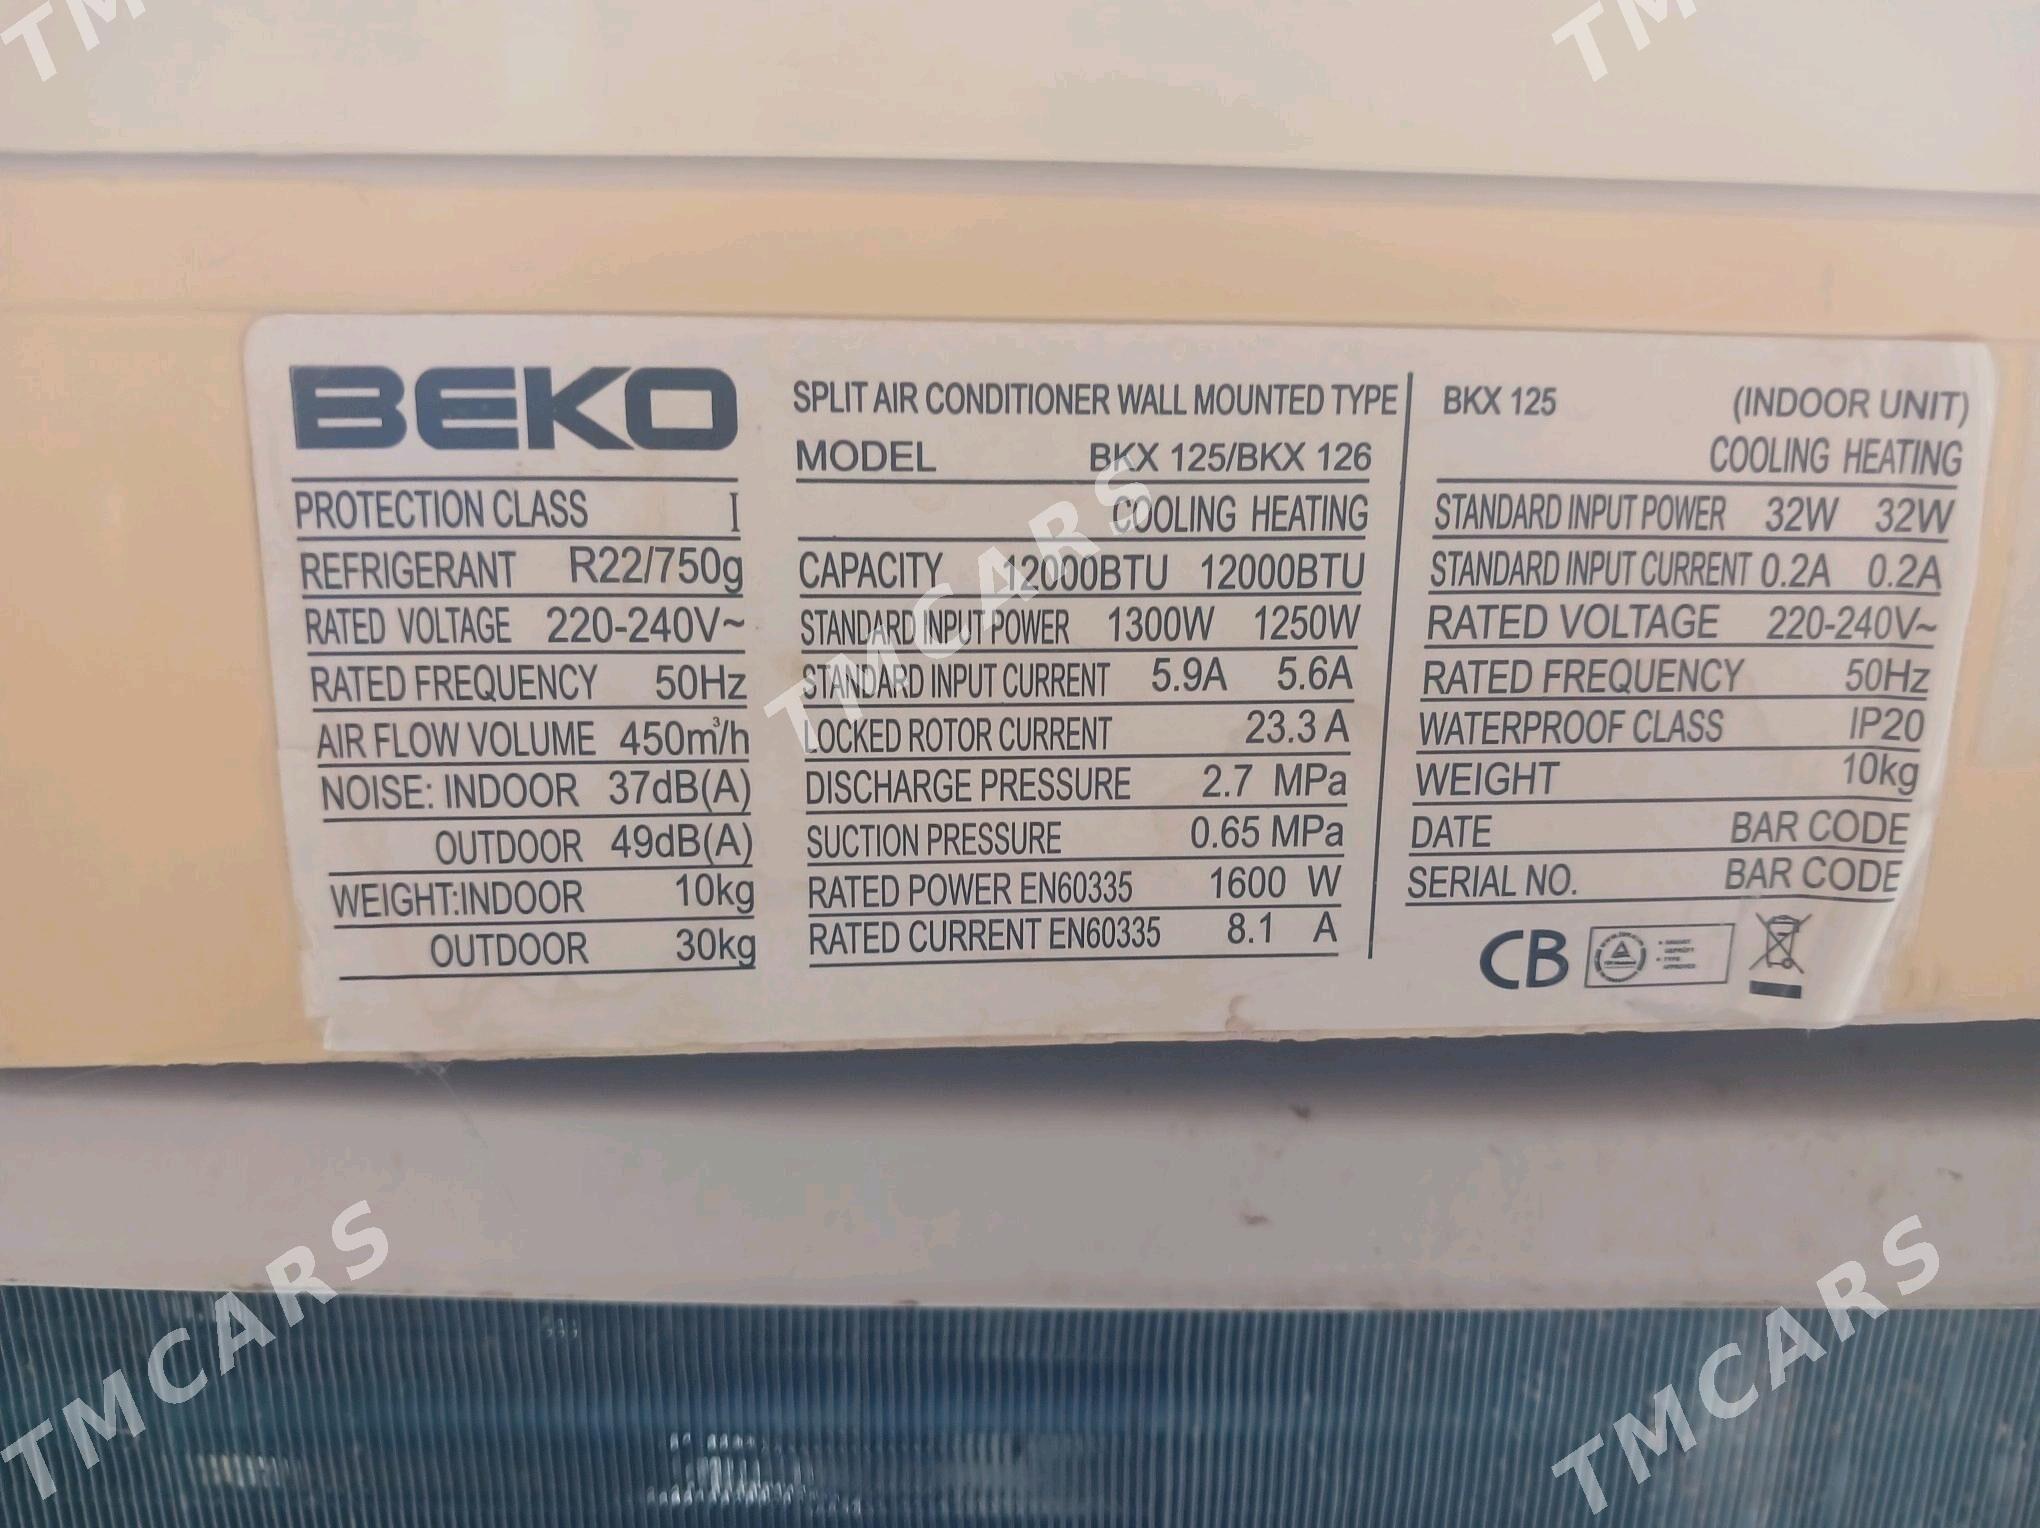 BEKO
PROTECTION CLASS I
REFRIGERANT R22/750g
RATED VOLTAGE 220-240V~
RATED FREQUENCY 50Hz
AIR FLOW VOLUME 450m³/h
NOISE: INDOOR 37dB(A)
OUTDOOR 49dB(A)
WEIGHT:INDOOR 10kg
OUTDOOR 30kg
SPLIT AIR CONDITIONER WALL MOUNTED TYPE
MODEL BKX 125/BKX 126
COOLING HEATING
CAPACITY 12000BTU 12000BTU
STANDARD INPUT POWER 1300W 1250W
STANDARD INPUT CURRENT 5.9A 5.6A
LOCKED ROTOR CURRENT 23.3 A
DISCHARGE PRESSURE 2.7 MPa
SUCTION PRESSURE 0.65 MPa
RATED POWER EN60335 1600 W
RATED CURRENT EN60335 8.1 A
BKX 125 (INDOOR UNIT)
COOLING HEATING
STANDARD INPUT POWER 32W 32W
STANDARD INPUT CURRENT 0.2A 0.2A
RATED VOLTAGE 220-240V~
RATED FREQUENCY 50Hz
WATERPROOF CLASS IP20
WEIGHT 10kg
DATE BAR CODE
SERIAL NO. BAR CODE
CB
TMCARS
TMCARS
TMCARS